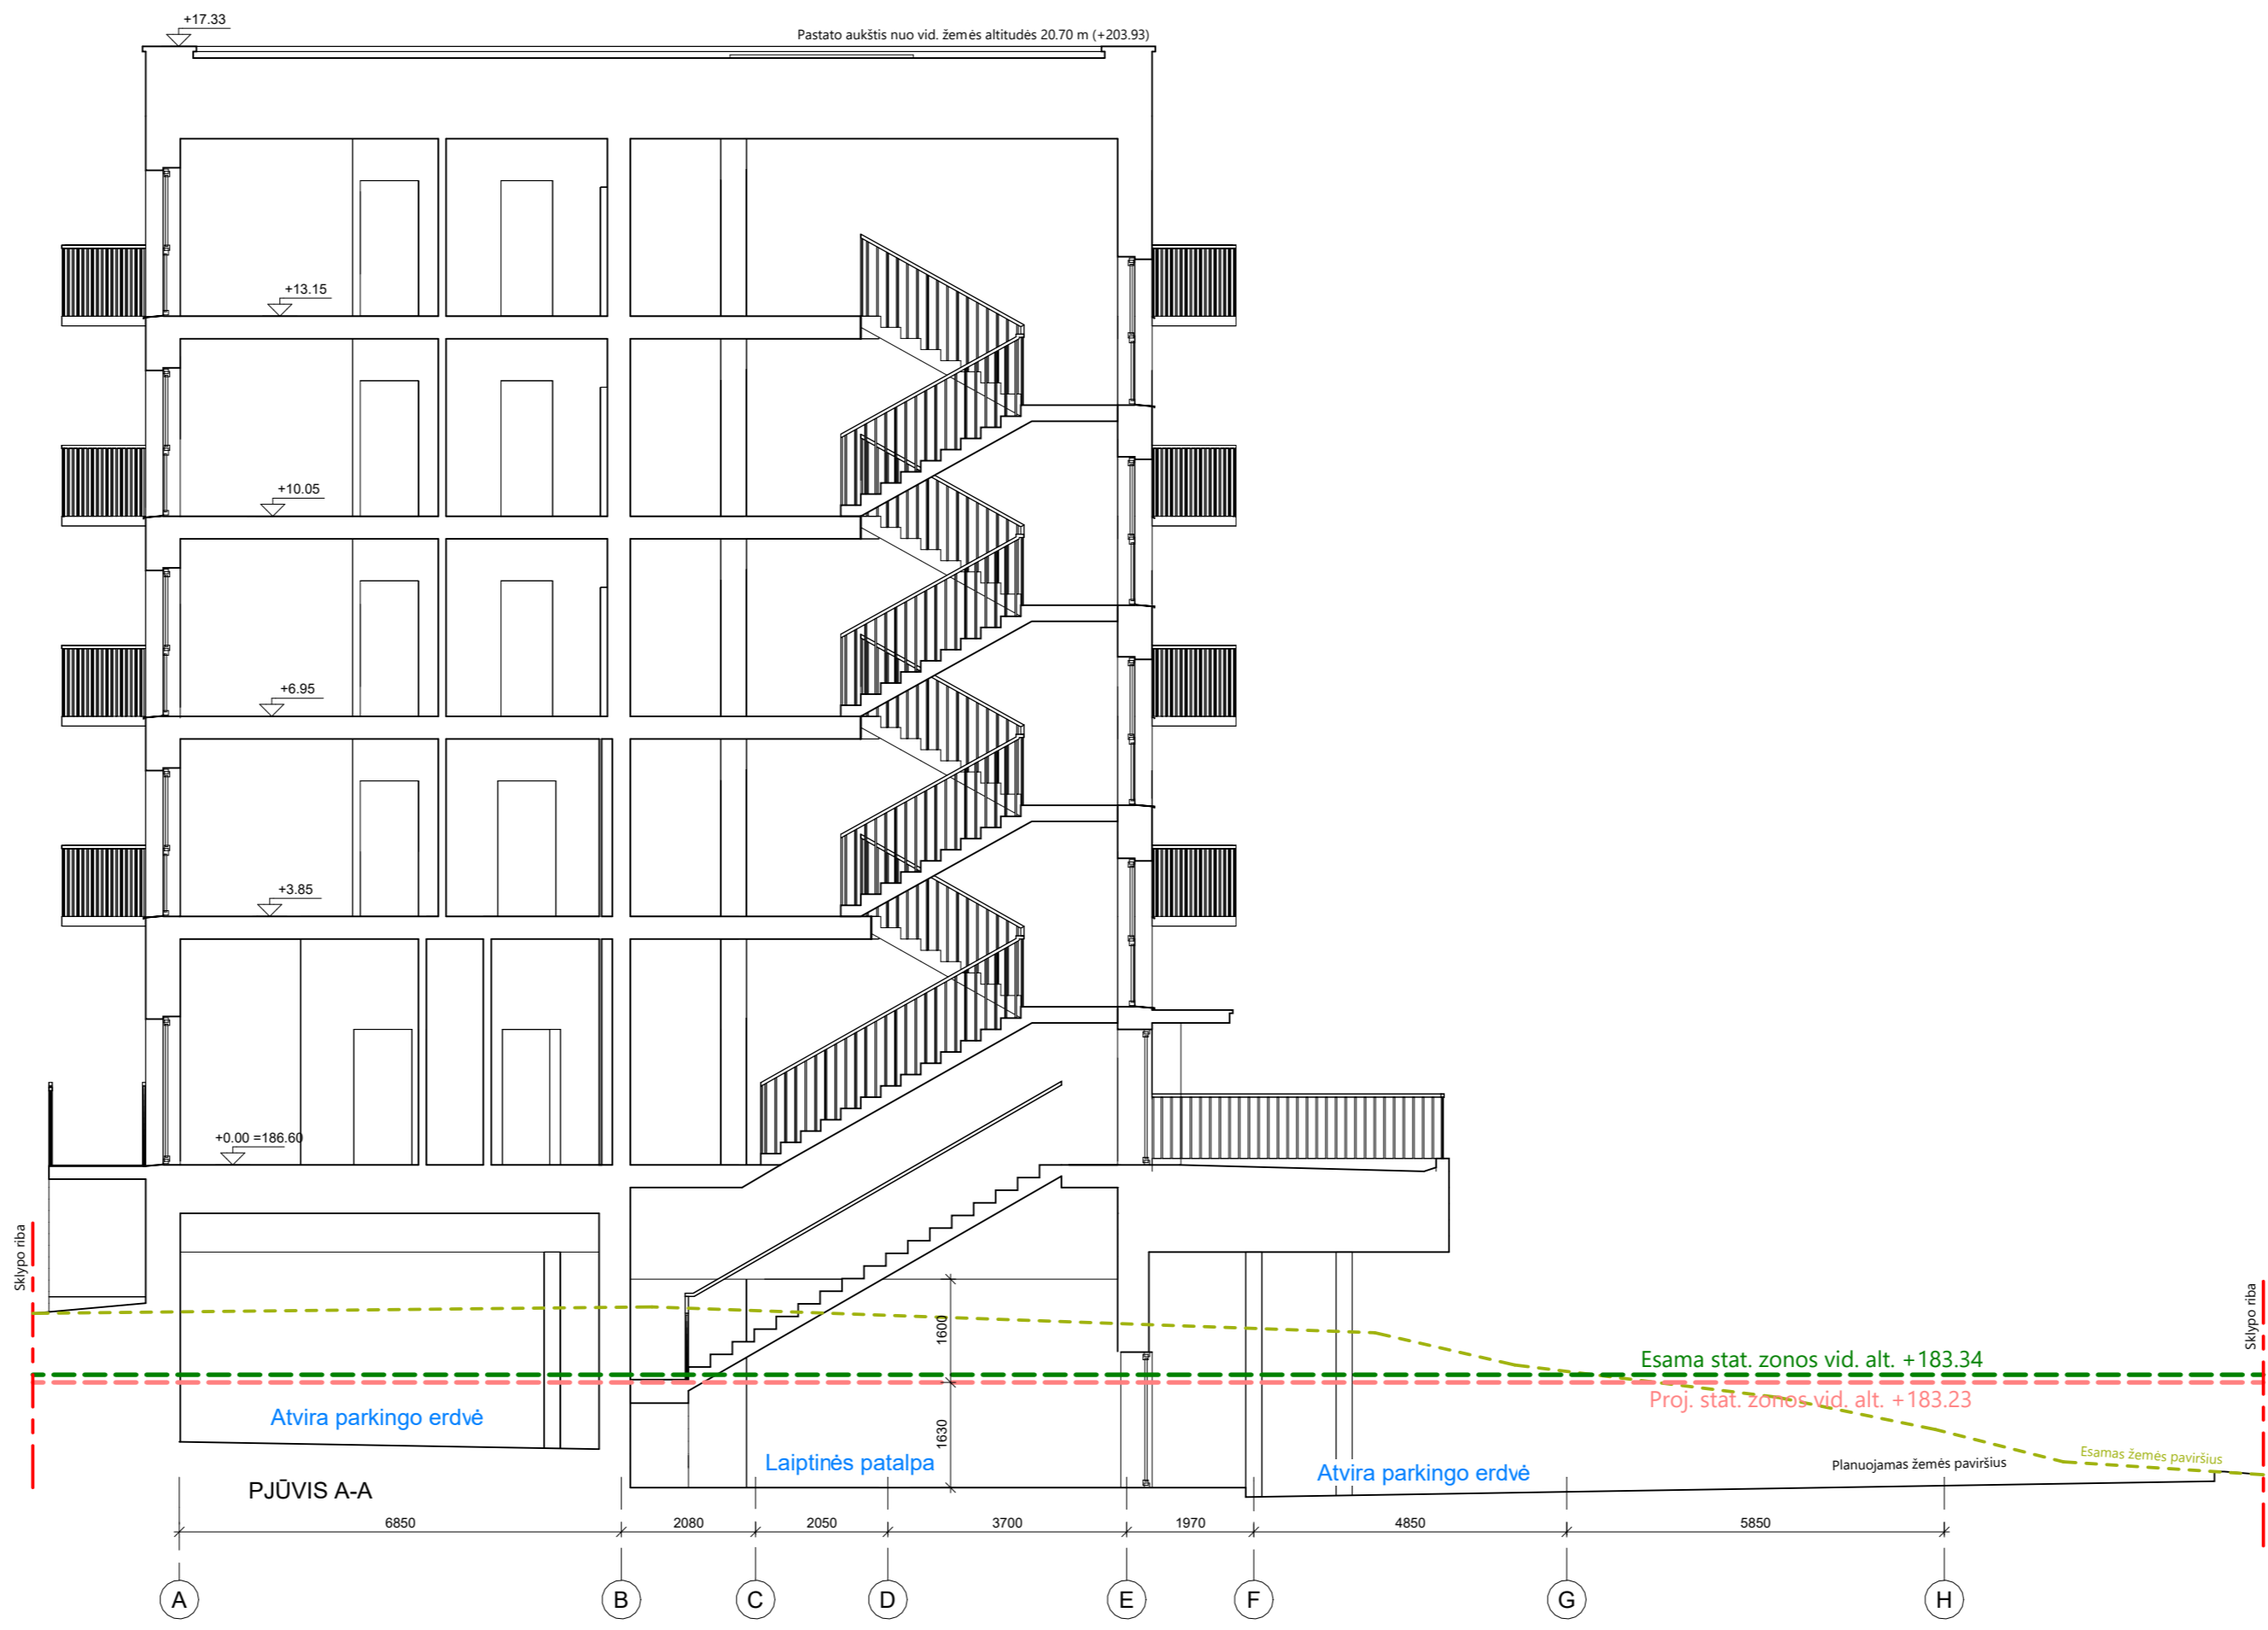 +17.33
Pastato aukštis nuo vid. žemės altitudės 20.70 m (+203.93)
+13.15
+10.05
+6.95
+3.85
+0.00 =186.60
Sklypo riba
Sklypo riba
1600
Esama stat. zonos vid. alt. +183.34
Proj. stat. zonos vid. alt. +183.23
Atvira parkingo erdvė
1630
Laiptinės patalpa
Atvira parkingo erdvė
Esamas žemės paviršius
Planuojamas žemės paviršius
PJŪVIS A-A
6850 2080 2050 3700 1970 4850 5850
A B C D E F G H